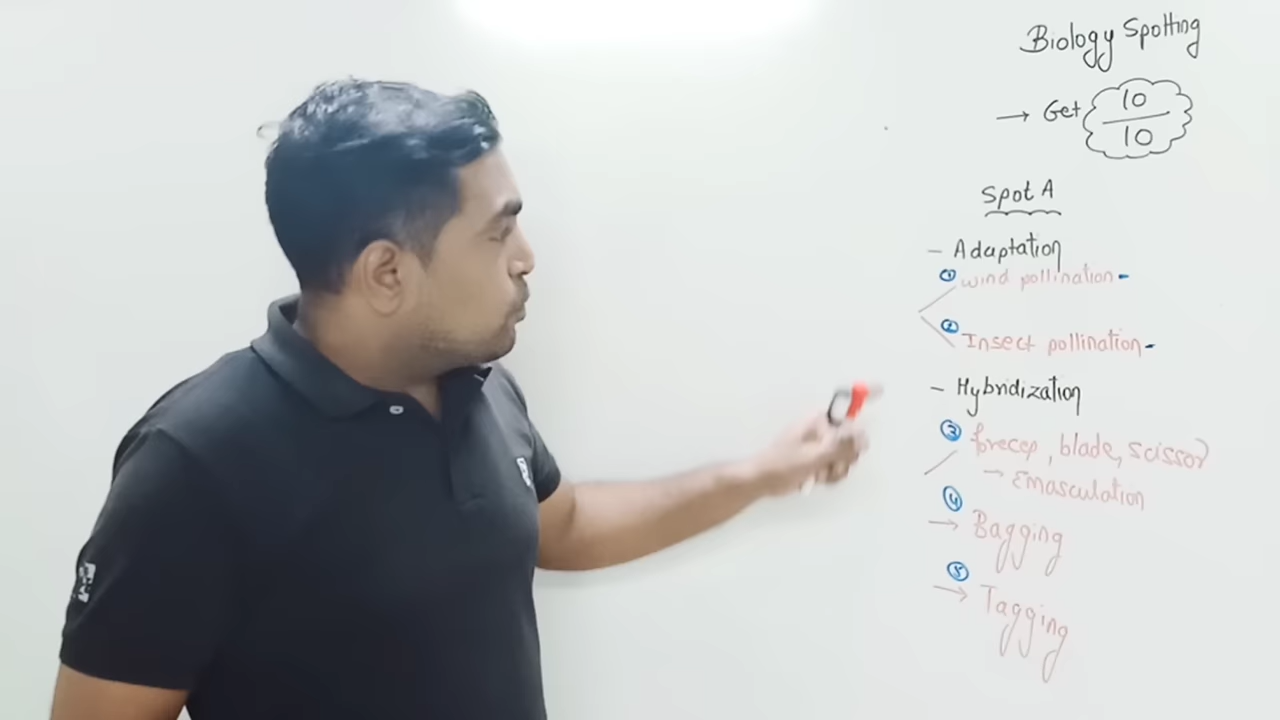 Biology Spotting
→ Get 10/10
Spot A
- Adaptation
① wind pollination -
② Insect pollination -
- Hybridization
③ forecep, blade, scissor
→ Emasculation
④ → Bagging
⑤ → Tagging